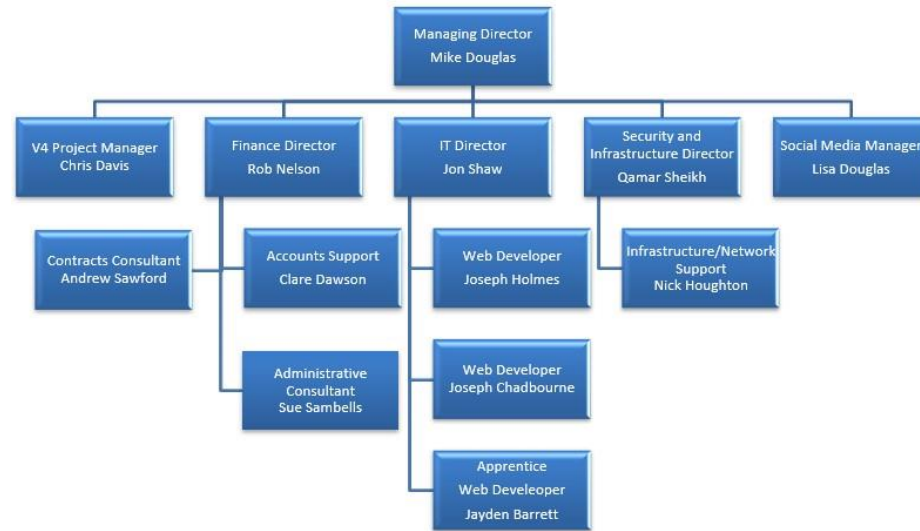 Managing Director
Mike Douglas
V4 Project Manager
Chris Davis
Finance Director
Rob Nelson
IT Director
Jon Shaw
Security and
Infrastructure Director
Qamar Sheikh
Social Media Manager
Lisa Douglas
Contracts Consultant
Andrew Sawford
Accounts Support
Clare Dawson
Web Developer
Joseph Holmes
Infrastructure/Network
Support
Nick Houghton
Administrative
Consultant
Sue Sambells
Web Developer
Joseph Chadbourne
Apprentice
Web Develeoper
Jayden Barrett